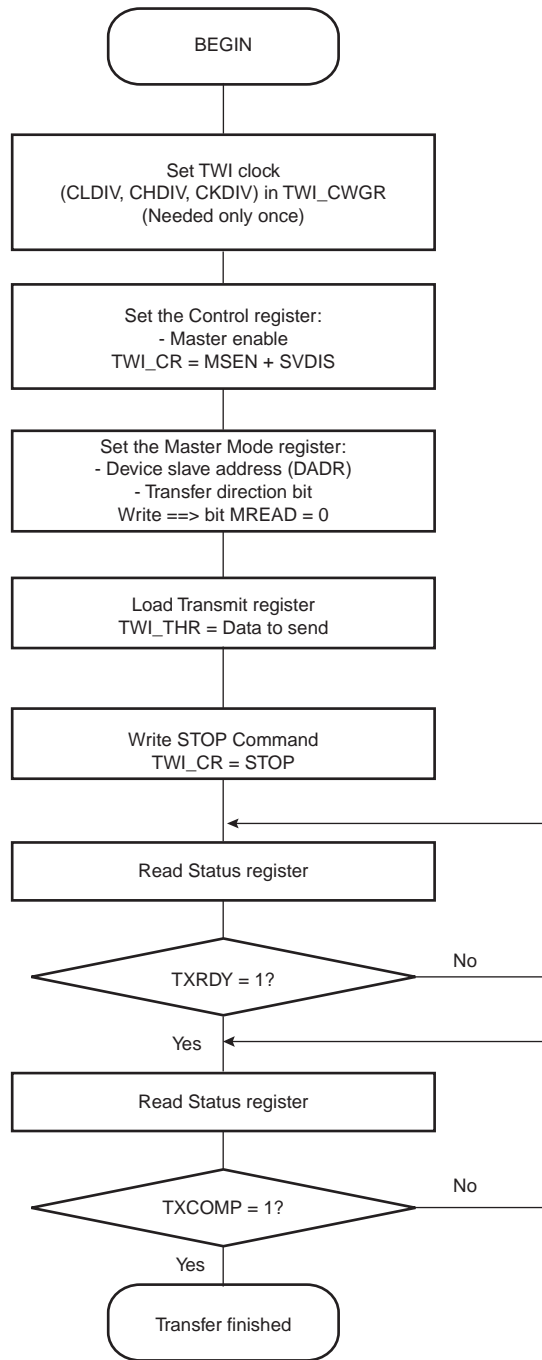 BEGIN
Set TWI clock
(CLDIV, CHDIV, CKDIV) in TWI_CWGR
(Needed only once)
Set the Control register:
- Master enable
TWI_CR = MSEN + SVDIS
Set the Master Mode register:
- Device slave address (DADR)
- Transfer direction bit
Write ==> bit MREAD = 0
Load Transmit register
TWI_THR = Data to send
Write STOP Command
TWI_CR = STOP
Read Status register
TXRDY = 1?
No
Yes
Read Status register
TXCOMP = 1?
No
Yes
Transfer finished